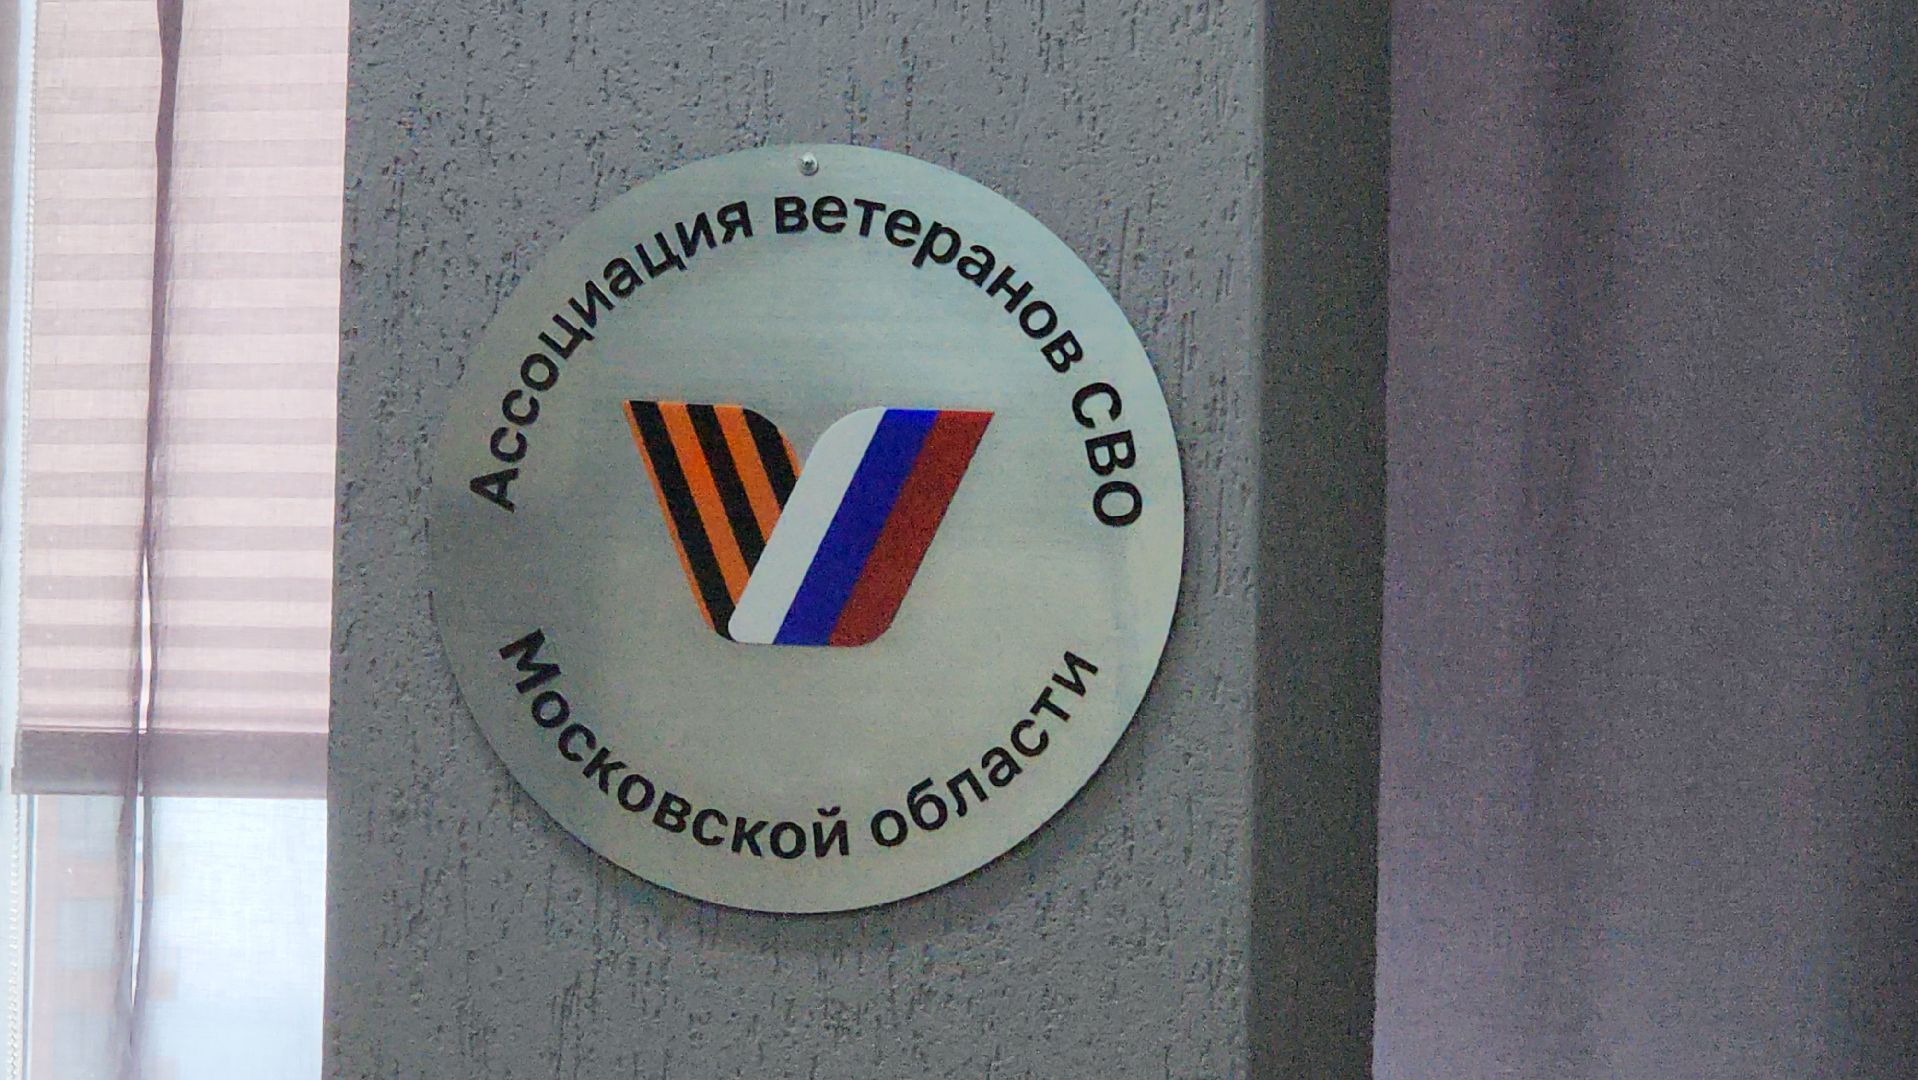 Ассоциация ветеранов СВО
Московской области